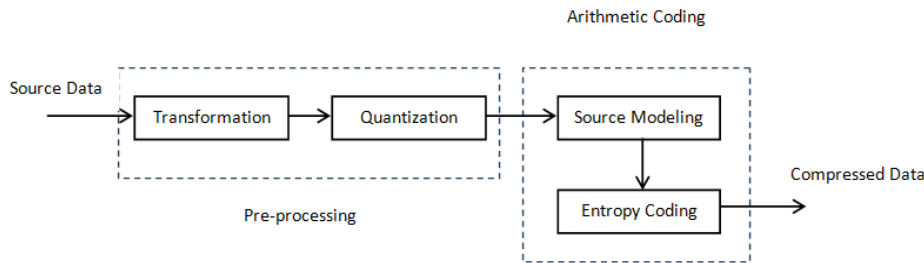 Arithmetic Coding
Source Data
Transformation
Quantization
Source Modeling
Compressed Data
Entropy Coding
Pre-processing